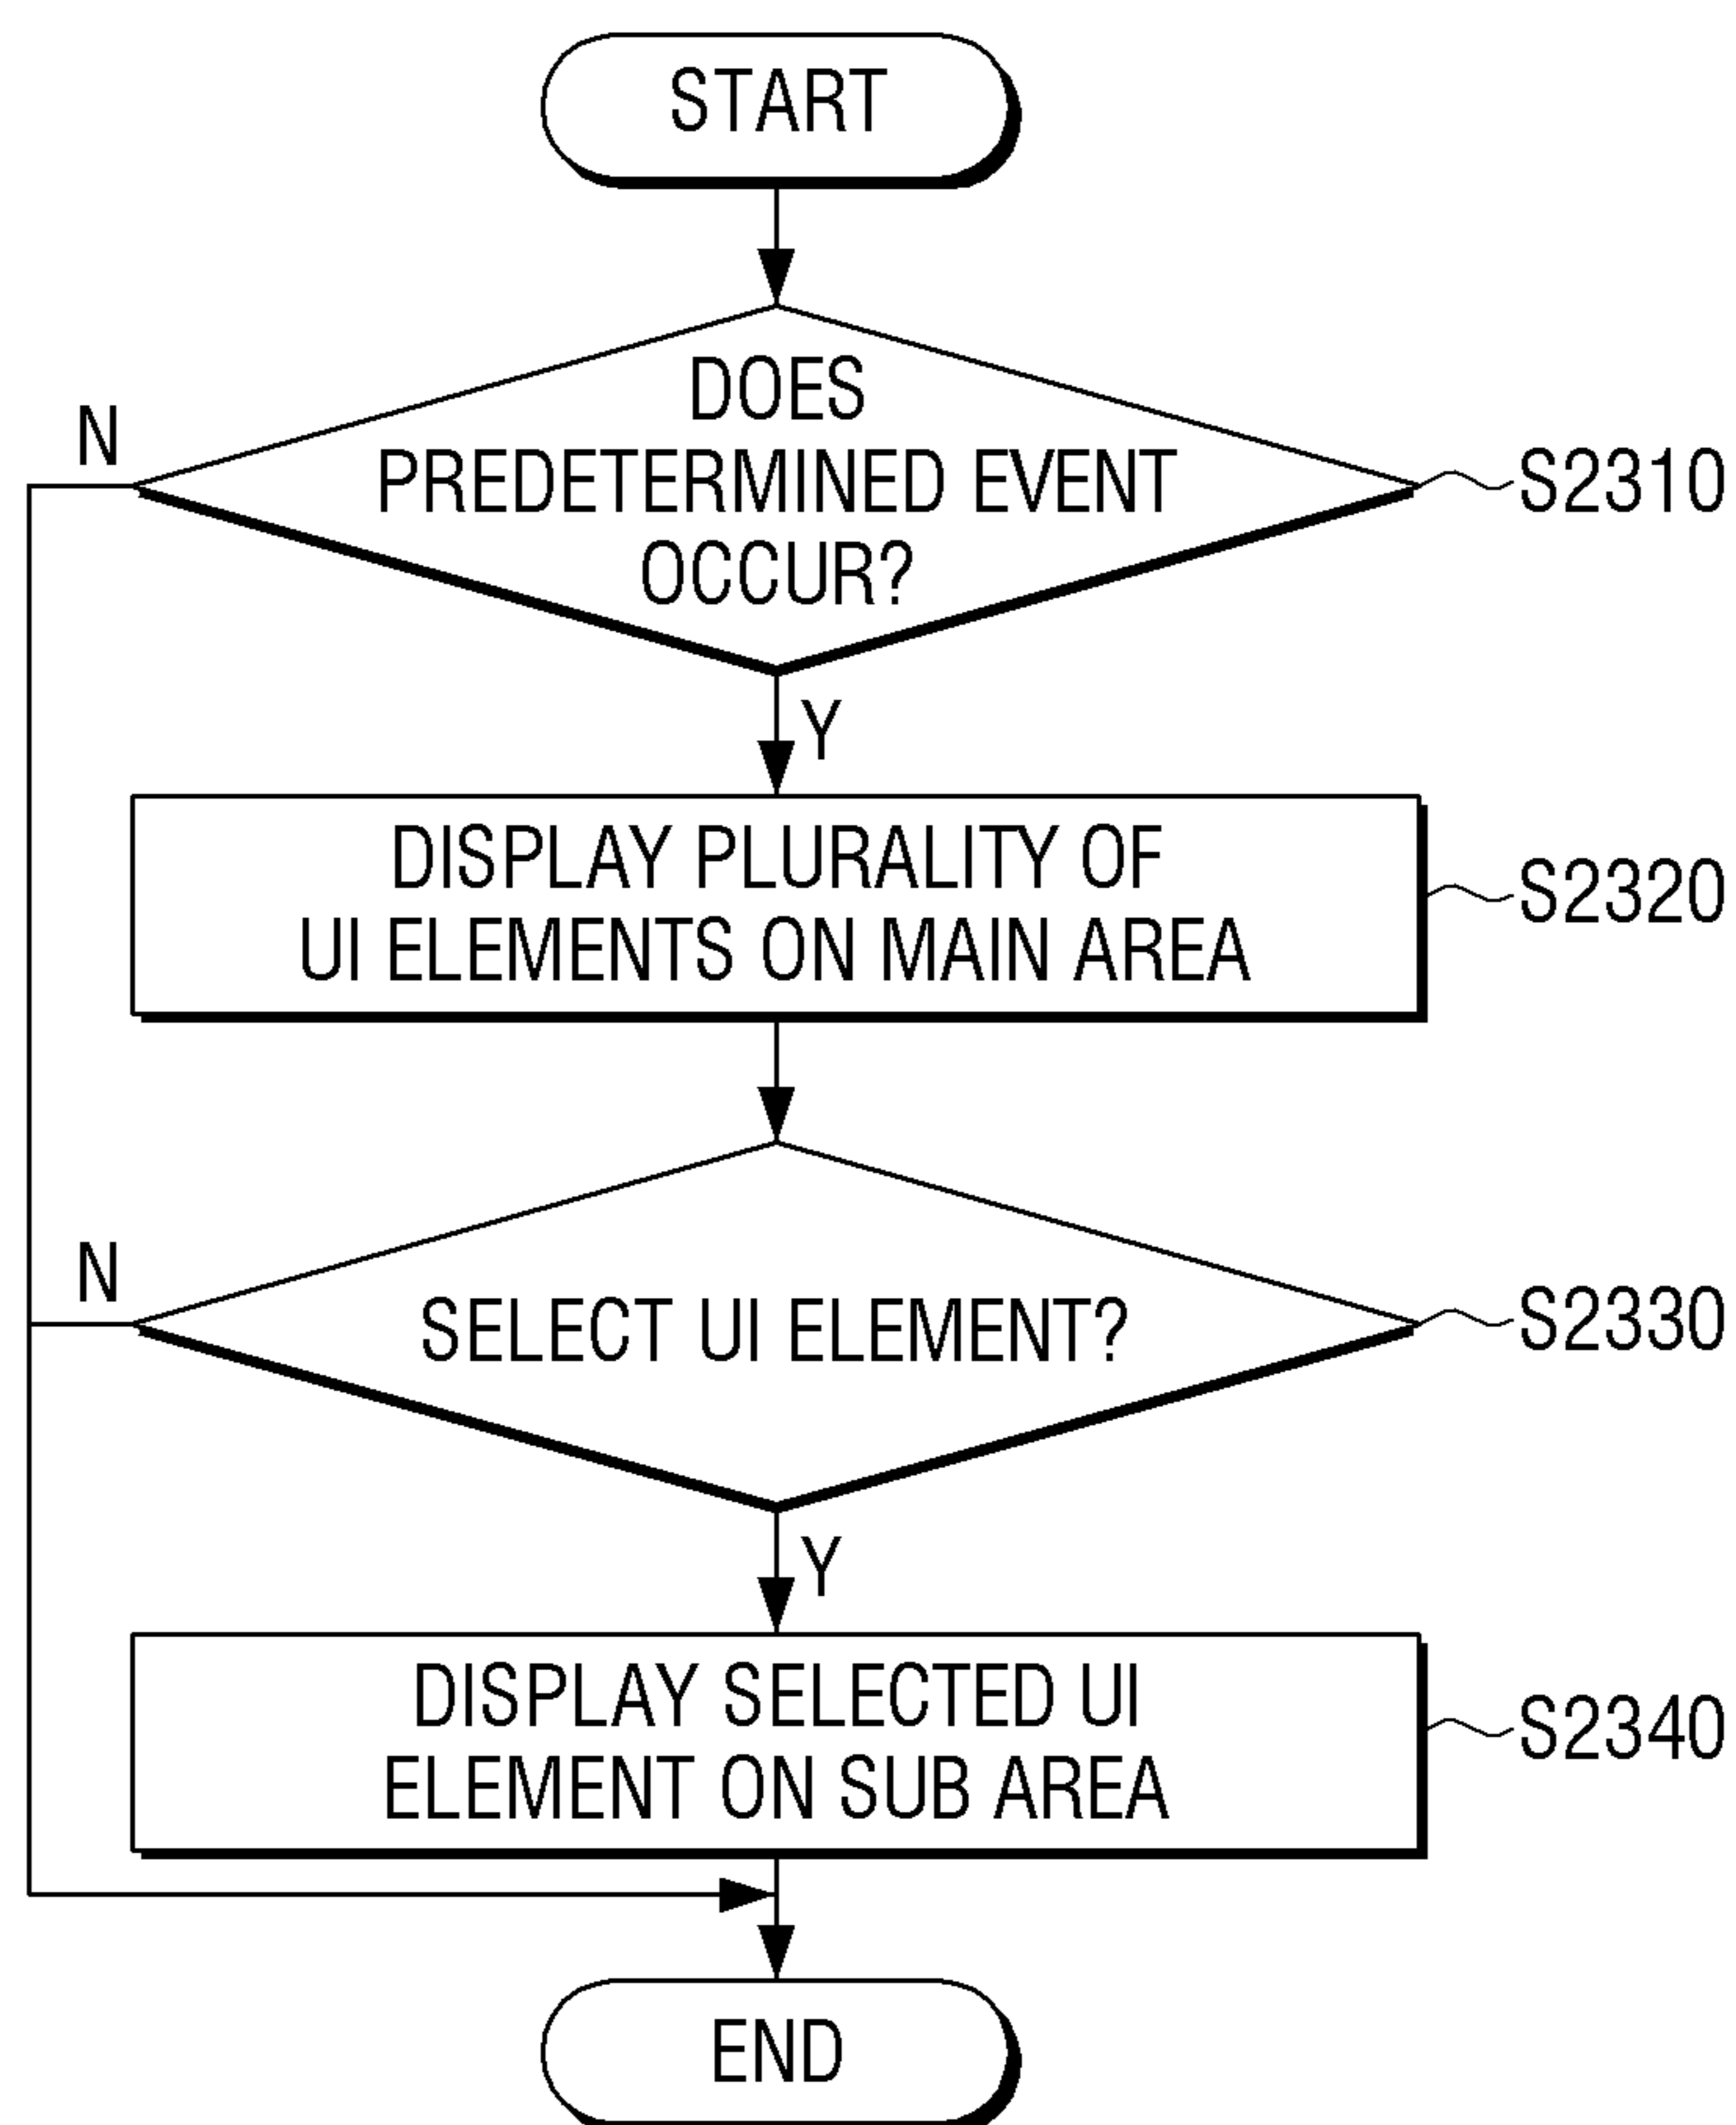 START
DOES
PREDETERMINED EVENT
OCCUR?
N
S2310
Y
DISPLAY PLURALITY OF
UI ELEMENTS ON MAIN AREA
S2320
N
SELECT UI ELEMENT?
S2330
Y
DISPLAY SELECTED UI
ELEMENT ON SUB AREA
S2340
END